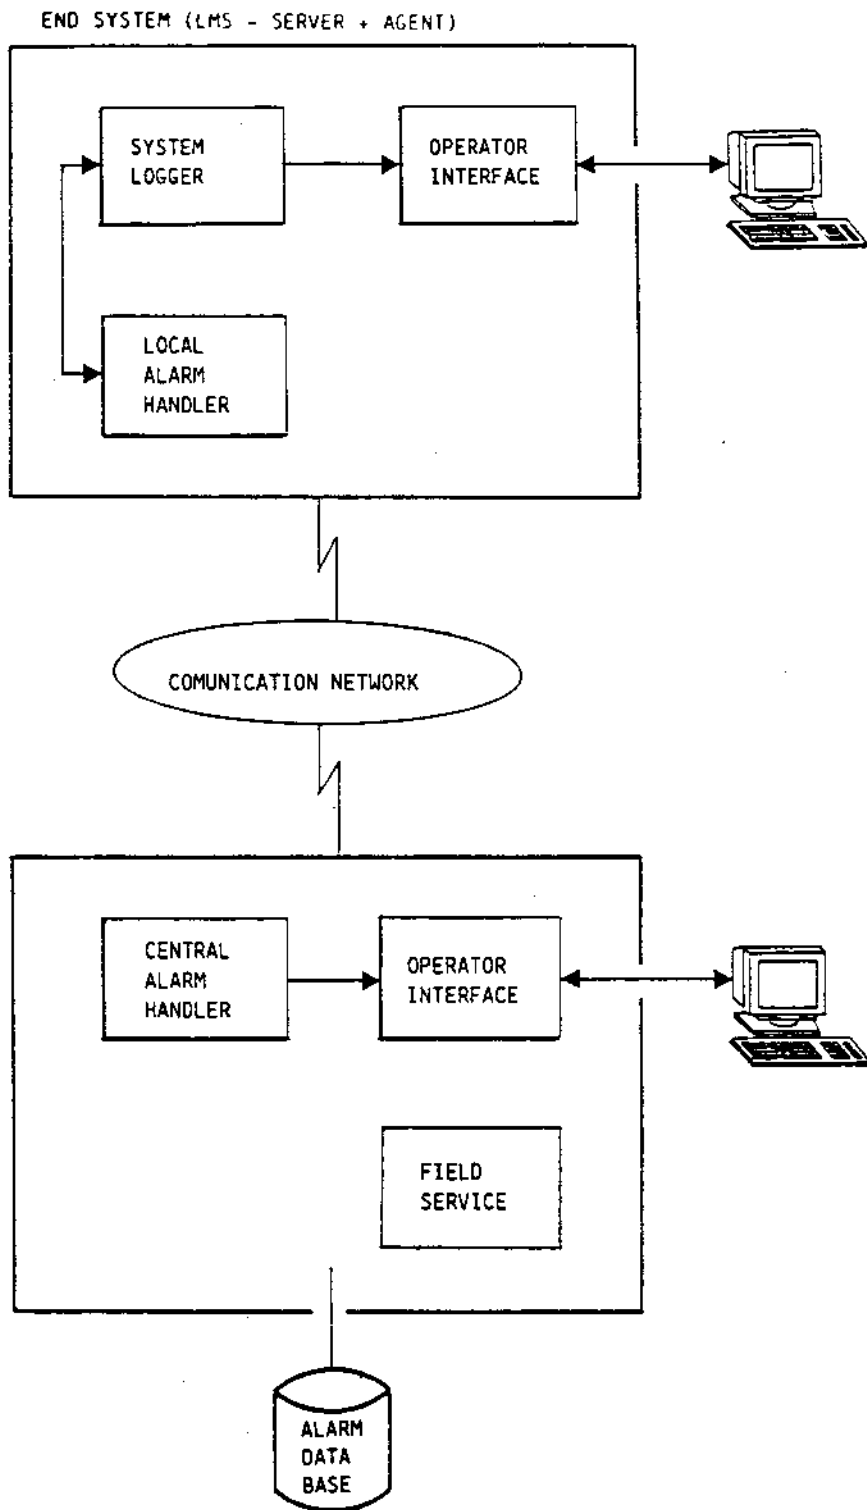 END SYSTEM (LMS - SERVER + AGENT)
SYSTEM
LOGGER
OPERATOR
INTERFACE
LOCAL
ALARM
HANDLER
COMUNICATION NETWORK
CENTRAL
ALARM
HANDLER
OPERATOR
INTERFACE
FIELD
SERVICE
ALARM
DATA
BASE